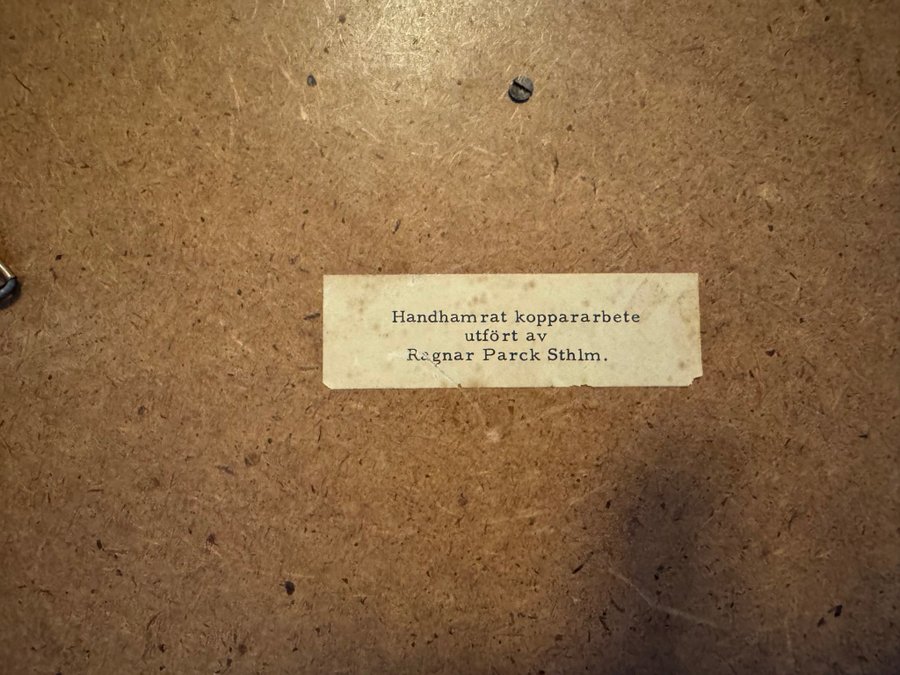 Handhamrat koppararbete
utfört av
Ragnar Parck Sthlm.